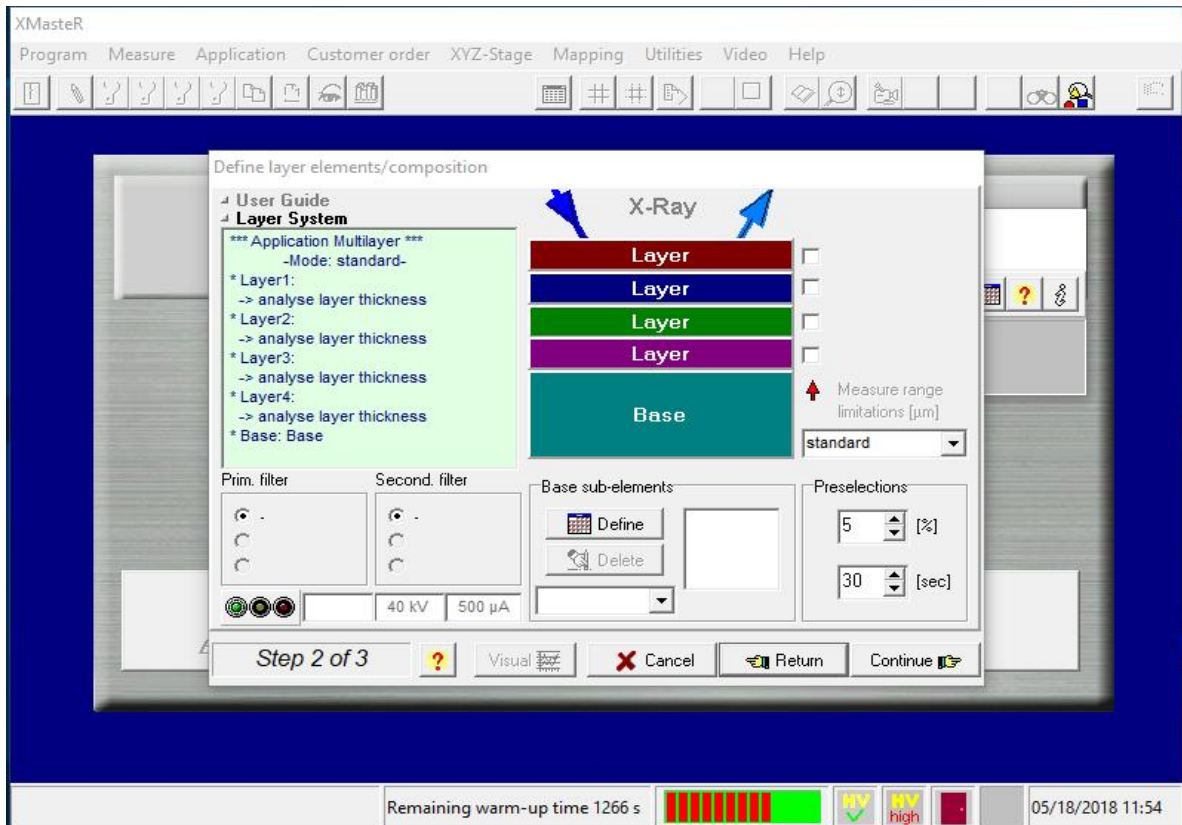 XMasteR
Program Measure Application Customer order XYZ-Stage Mapping Utilities Video Help
Define layer elements/composition
User Guide
Layer System
*** Application Multilayer ***
-Mode: standard-
* Layer1:
-> analyse layer thickness
* Layer2:
-> analyse layer thickness
* Layer3:
-> analyse layer thickness
* Layer4:
-> analyse layer thickness
* Base: Base
X-Ray
Layer
Layer
Layer
Layer
Base
Measure range
limitations [µm]
standard
Prim. filter
-
Second. filter
-
40 kV 500 µA
Base sub-elements
Define
Delete
Preselections
5 [%]
30 [sec]
Step 2 of 3 ? Visual Cancel Return Continue
?
Remaining warm-up time 1266 s HV HV high 05/18/2018 11:54